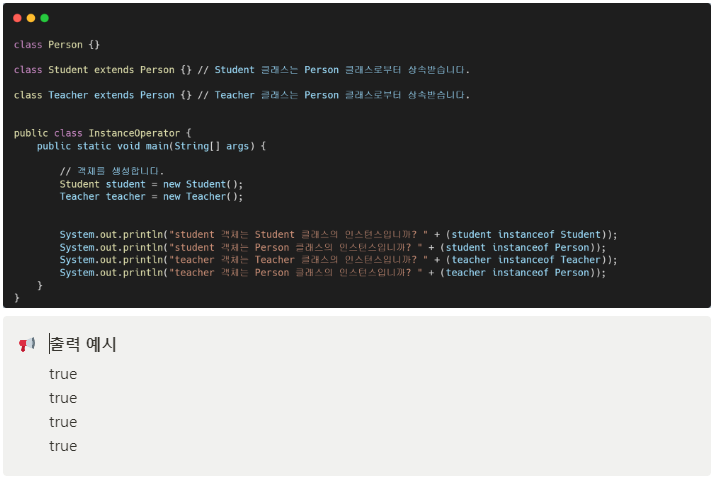 class Person {}
class Student extends Person {} // Student 클래스는 Person 클래스로부터 상속받습니다.
class Teacher extends Person {} // Teacher 클래스는 Person 클래스로부터 상속받습니다.
public class InstanceOperator {
public static void main(String[] args) {
// 객체를 생성합니다.
Student student = new Student();
Teacher teacher = new Teacher();
System.out.println("student 객체는 Student 클래스의 인스턴스입니까? " + (student instanceof Student));
System.out.println("student 객체는 Person 클래스의 인스턴스입니까? " + (student instanceof Person));
System.out.println("teacher 객체는 Teacher 클래스의 인스턴스입니까? " + (teacher instanceof Teacher));
System.out.println("teacher 객체는 Person 클래스의 인스턴스입니까? " + (teacher instanceof Person));
}
}
출력 예시
true
true
true
true